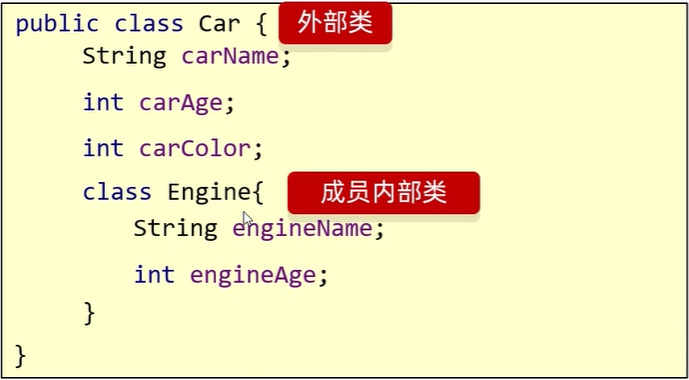 public class Car { 外部类
String carName;
int carAge;
int carColor;
class Engine{ 成员内部类
String engineName;
int engineAge;
}
}